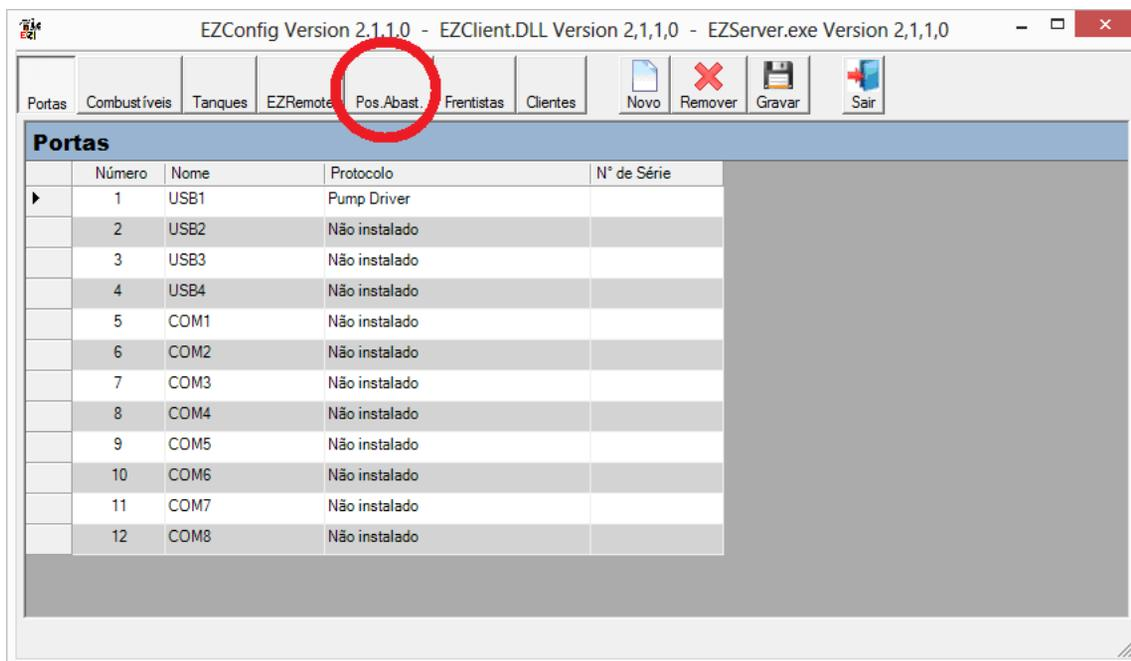 EZConfig Version 2.1.1.0 - EZClient.DLL Version 2,1,1,0 - EZServer.exe Version 2,1,1,0
Portas Combustíveis Tanques EZRemote Pos.Abast. Frentistas Clientes Novo Remover Gravar Sair
Portas
Número Nome Protocolo N° de Série
1 USB1 Pump Driver
2 USB2 Não instalado
3 USB3 Não instalado
4 USB4 Não instalado
5 COM1 Não instalado
6 COM2 Não instalado
7 COM3 Não instalado
8 COM4 Não instalado
9 COM5 Não instalado
10 COM6 Não instalado
11 COM7 Não instalado
12 COM8 Não instalado